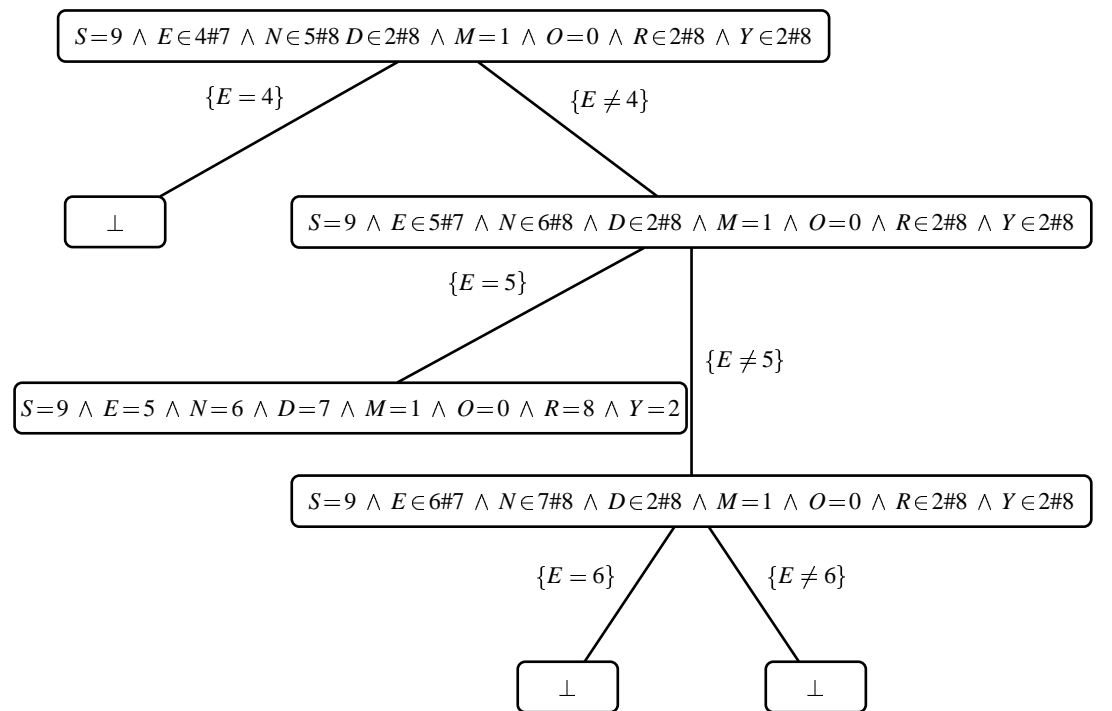 S=9 ∧ E∈4#7 ∧ N∈5#8 D∈2#8 ∧ M=1 ∧ O=0 ∧ R∈2#8 ∧ Y∈2#8
{E = 4}
{E ≠ 4}
⊥
S=9 ∧ E∈5#7 ∧ N∈6#8 ∧ D∈2#8 ∧ M=1 ∧ O=0 ∧ R∈2#8 ∧ Y∈2#8
{E = 5}
{E ≠ 5}
S=9 ∧ E=5 ∧ N=6 ∧ D=7 ∧ M=1 ∧ O=0 ∧ R=8 ∧ Y=2
S=9 ∧ E∈6#7 ∧ N∈7#8 ∧ D∈2#8 ∧ M=1 ∧ O=0 ∧ R∈2#8 ∧ Y∈2#8
{E = 6}
{E ≠ 6}
⊥
⊥